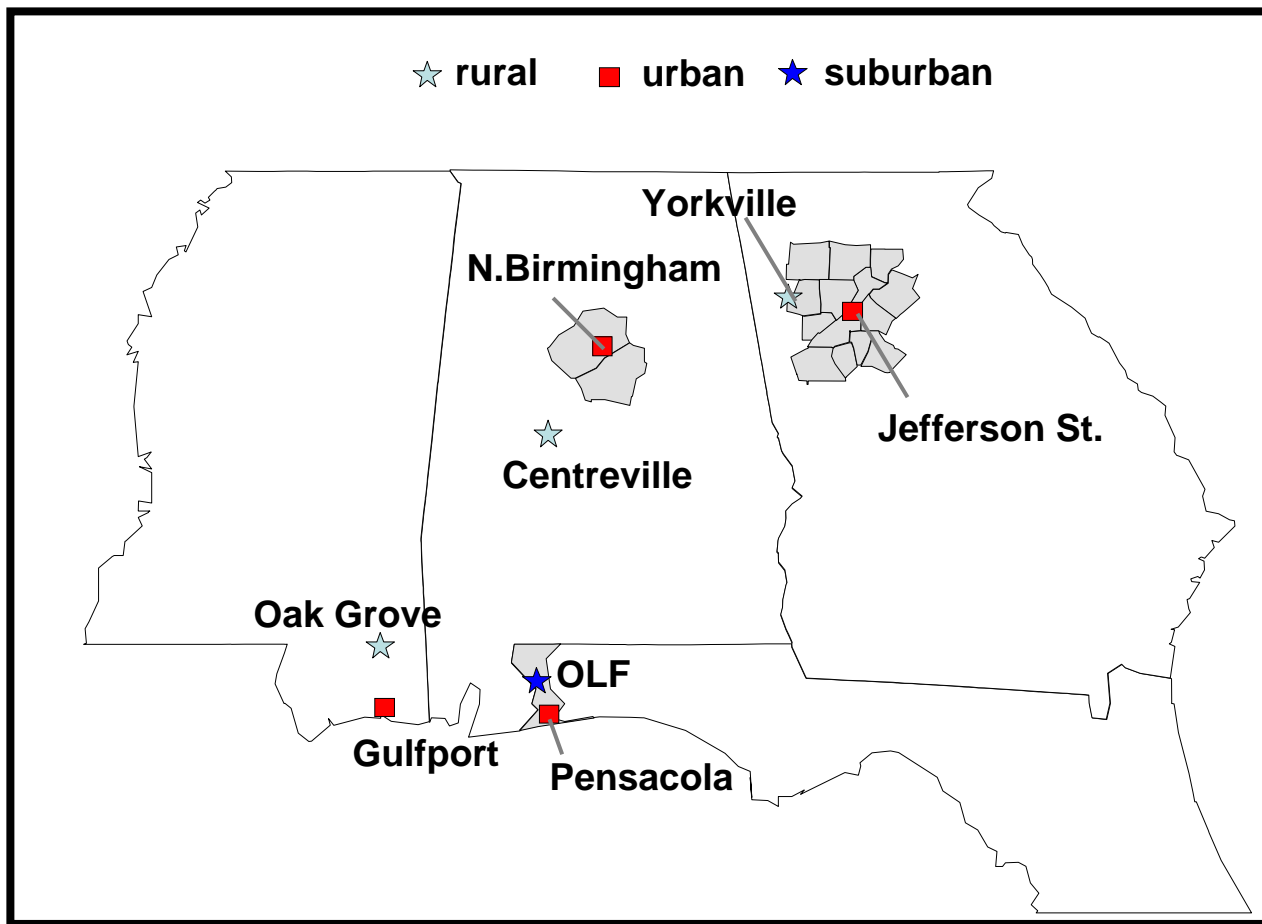 rural urban suburban
Yorkville
N.Birmingham
Jefferson St.
Centreville
Oak Grove
OLF
Gulfport
Pensacola